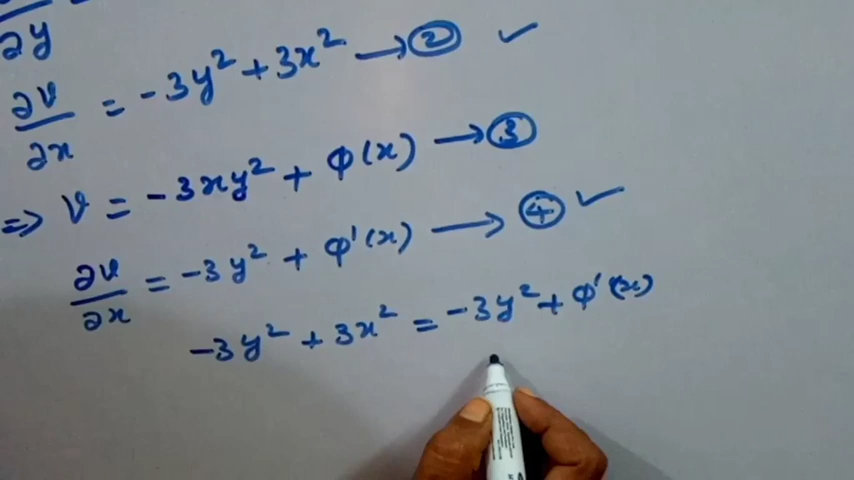 ∂y
∂v/∂x = -3y² + 3x² → ②  ✓
⇒ v = -3xy² + φ(x) → ③
∂v/∂x = -3y² + φ'(x) → ④ ✓
-3y² + 3x² = -3y² + φ'(x)